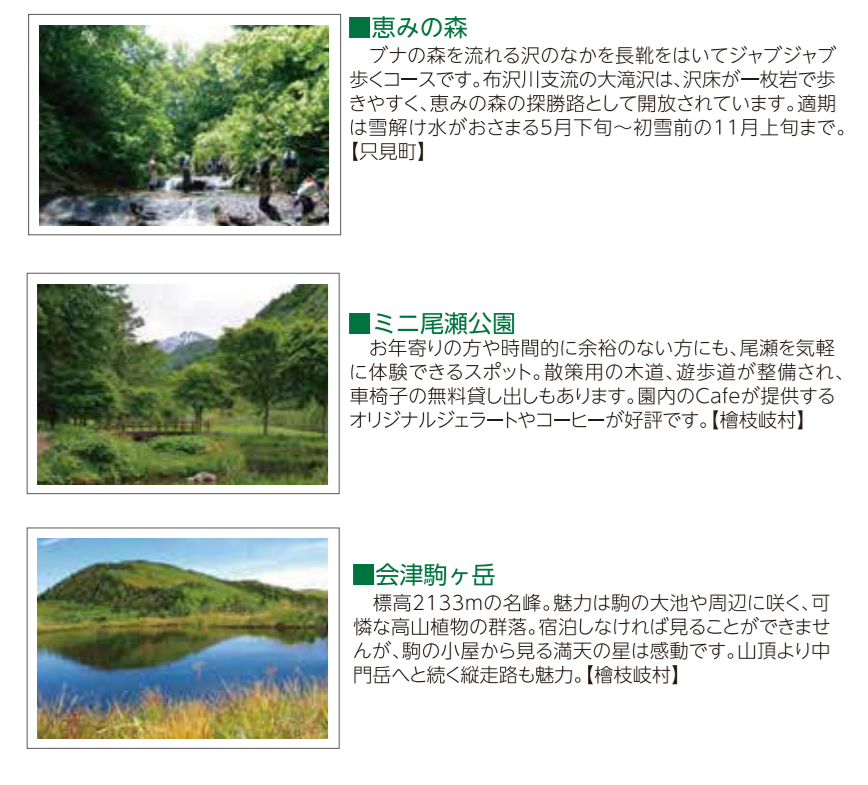 ■恵みの森
ブナの森を流れる沢のなかを長靴をはいてジャブジャブ
歩くコースです。布沢川支流の大滝沢は、沢床が一枚岩で歩
きやすく、恵みの森の探勝路として開放されています。適期
は雪解け水がおさまる5月下旬～初雪前の11月上旬まで。
【只見町】
■ミニ尾瀬公園
お年寄りの方や時間的に余裕のない方にも、尾瀬を気軽
に体験できるスポット。散策用の木道、遊歩道が整備され、
車椅子の無料貸し出しもあります。園内のCafeが提供する
オリジナルジェラートやコーヒーが好評です。【檜枝岐村】
■会津駒ヶ岳
標高2133mの名峰。魅力は駒の大池や周辺に咲く、可
憐な高山植物の群落。宿泊しなければ見ることができませ
んが、駒の小屋から見る満天の星は感動です。山頂より中
門岳へと続く縦走路も魅力。【檜枝岐村】